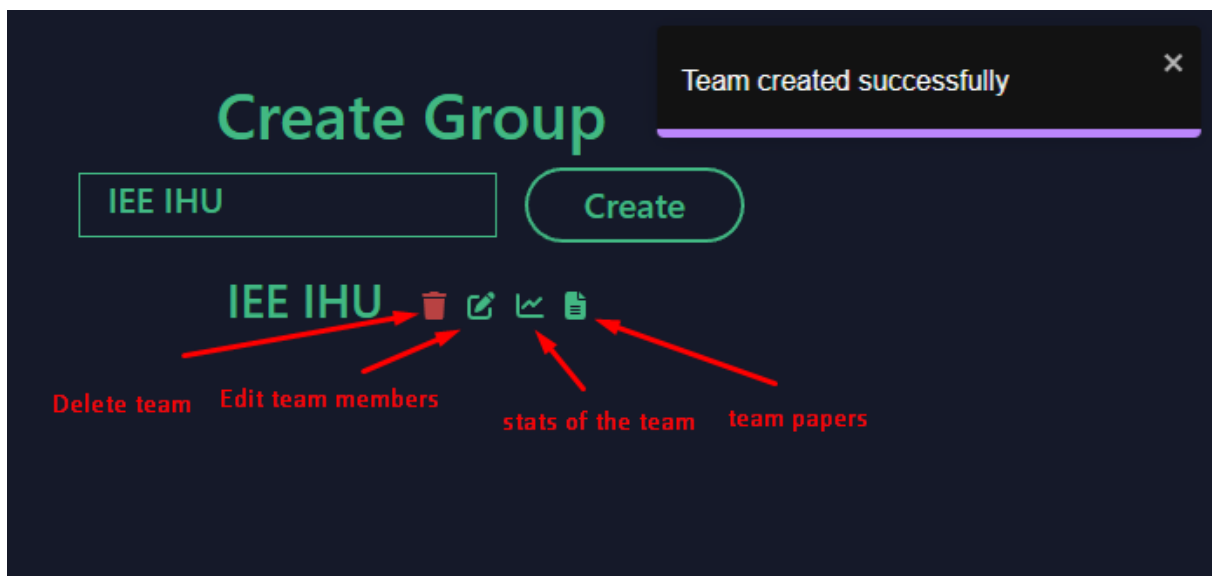 Team created successfully
×
Create Group
IEE IHU
Create
IEE IHU
Delete team
Edit team members
stats of the team
team papers